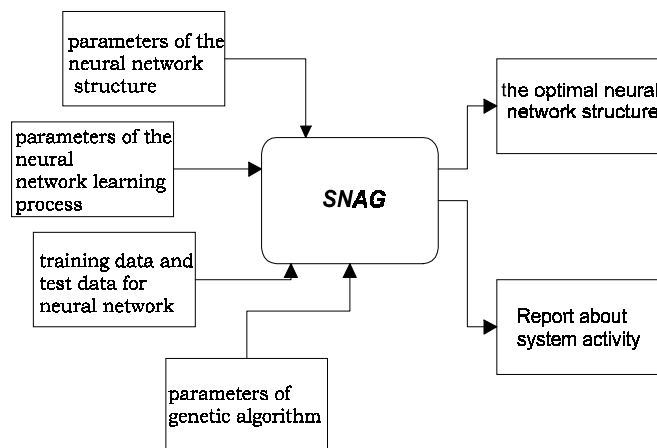 parameters of the
neural network
structure
parameters of the
neural
network learning
process
training data and
test data for
neural network
parameters of
genetic algorithm
SNAG
the optimal neural
network structure
Report about
system activity